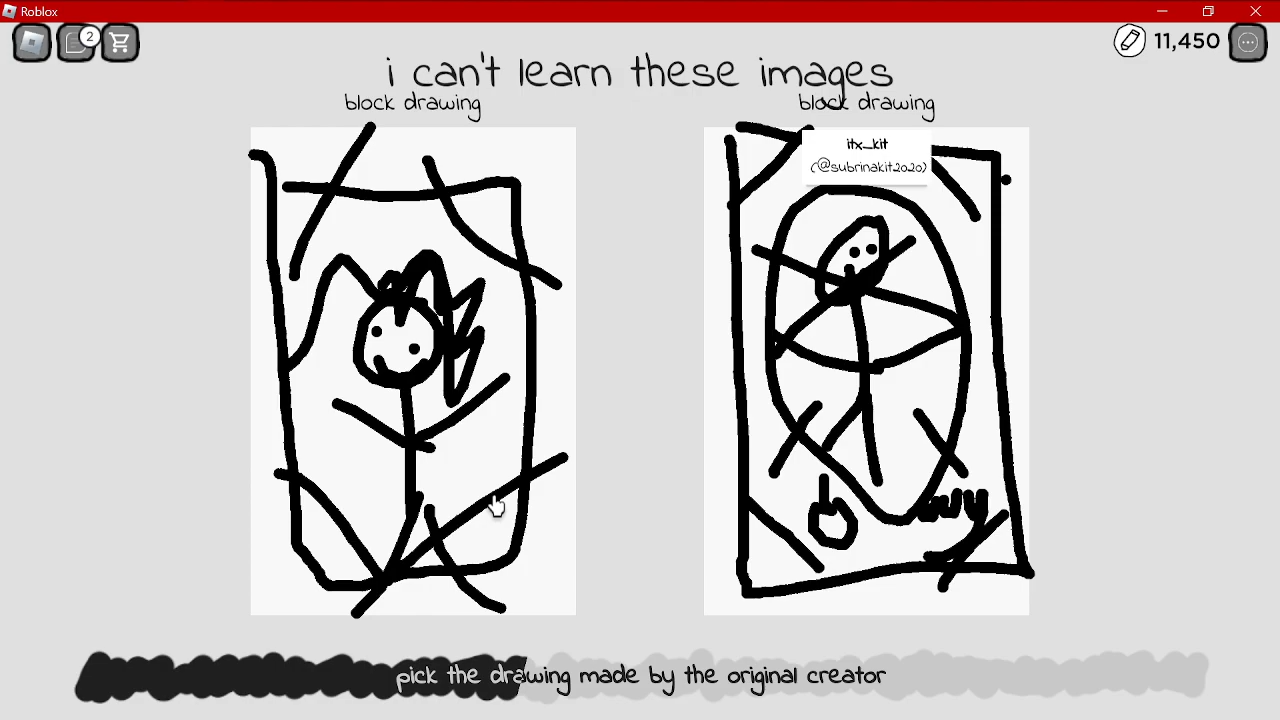 Roblox
2
11,450
i can't learn these images
block drawing
block drawing
itx_kit
(@subrinakit2020)
pick the drawing made by the original creator